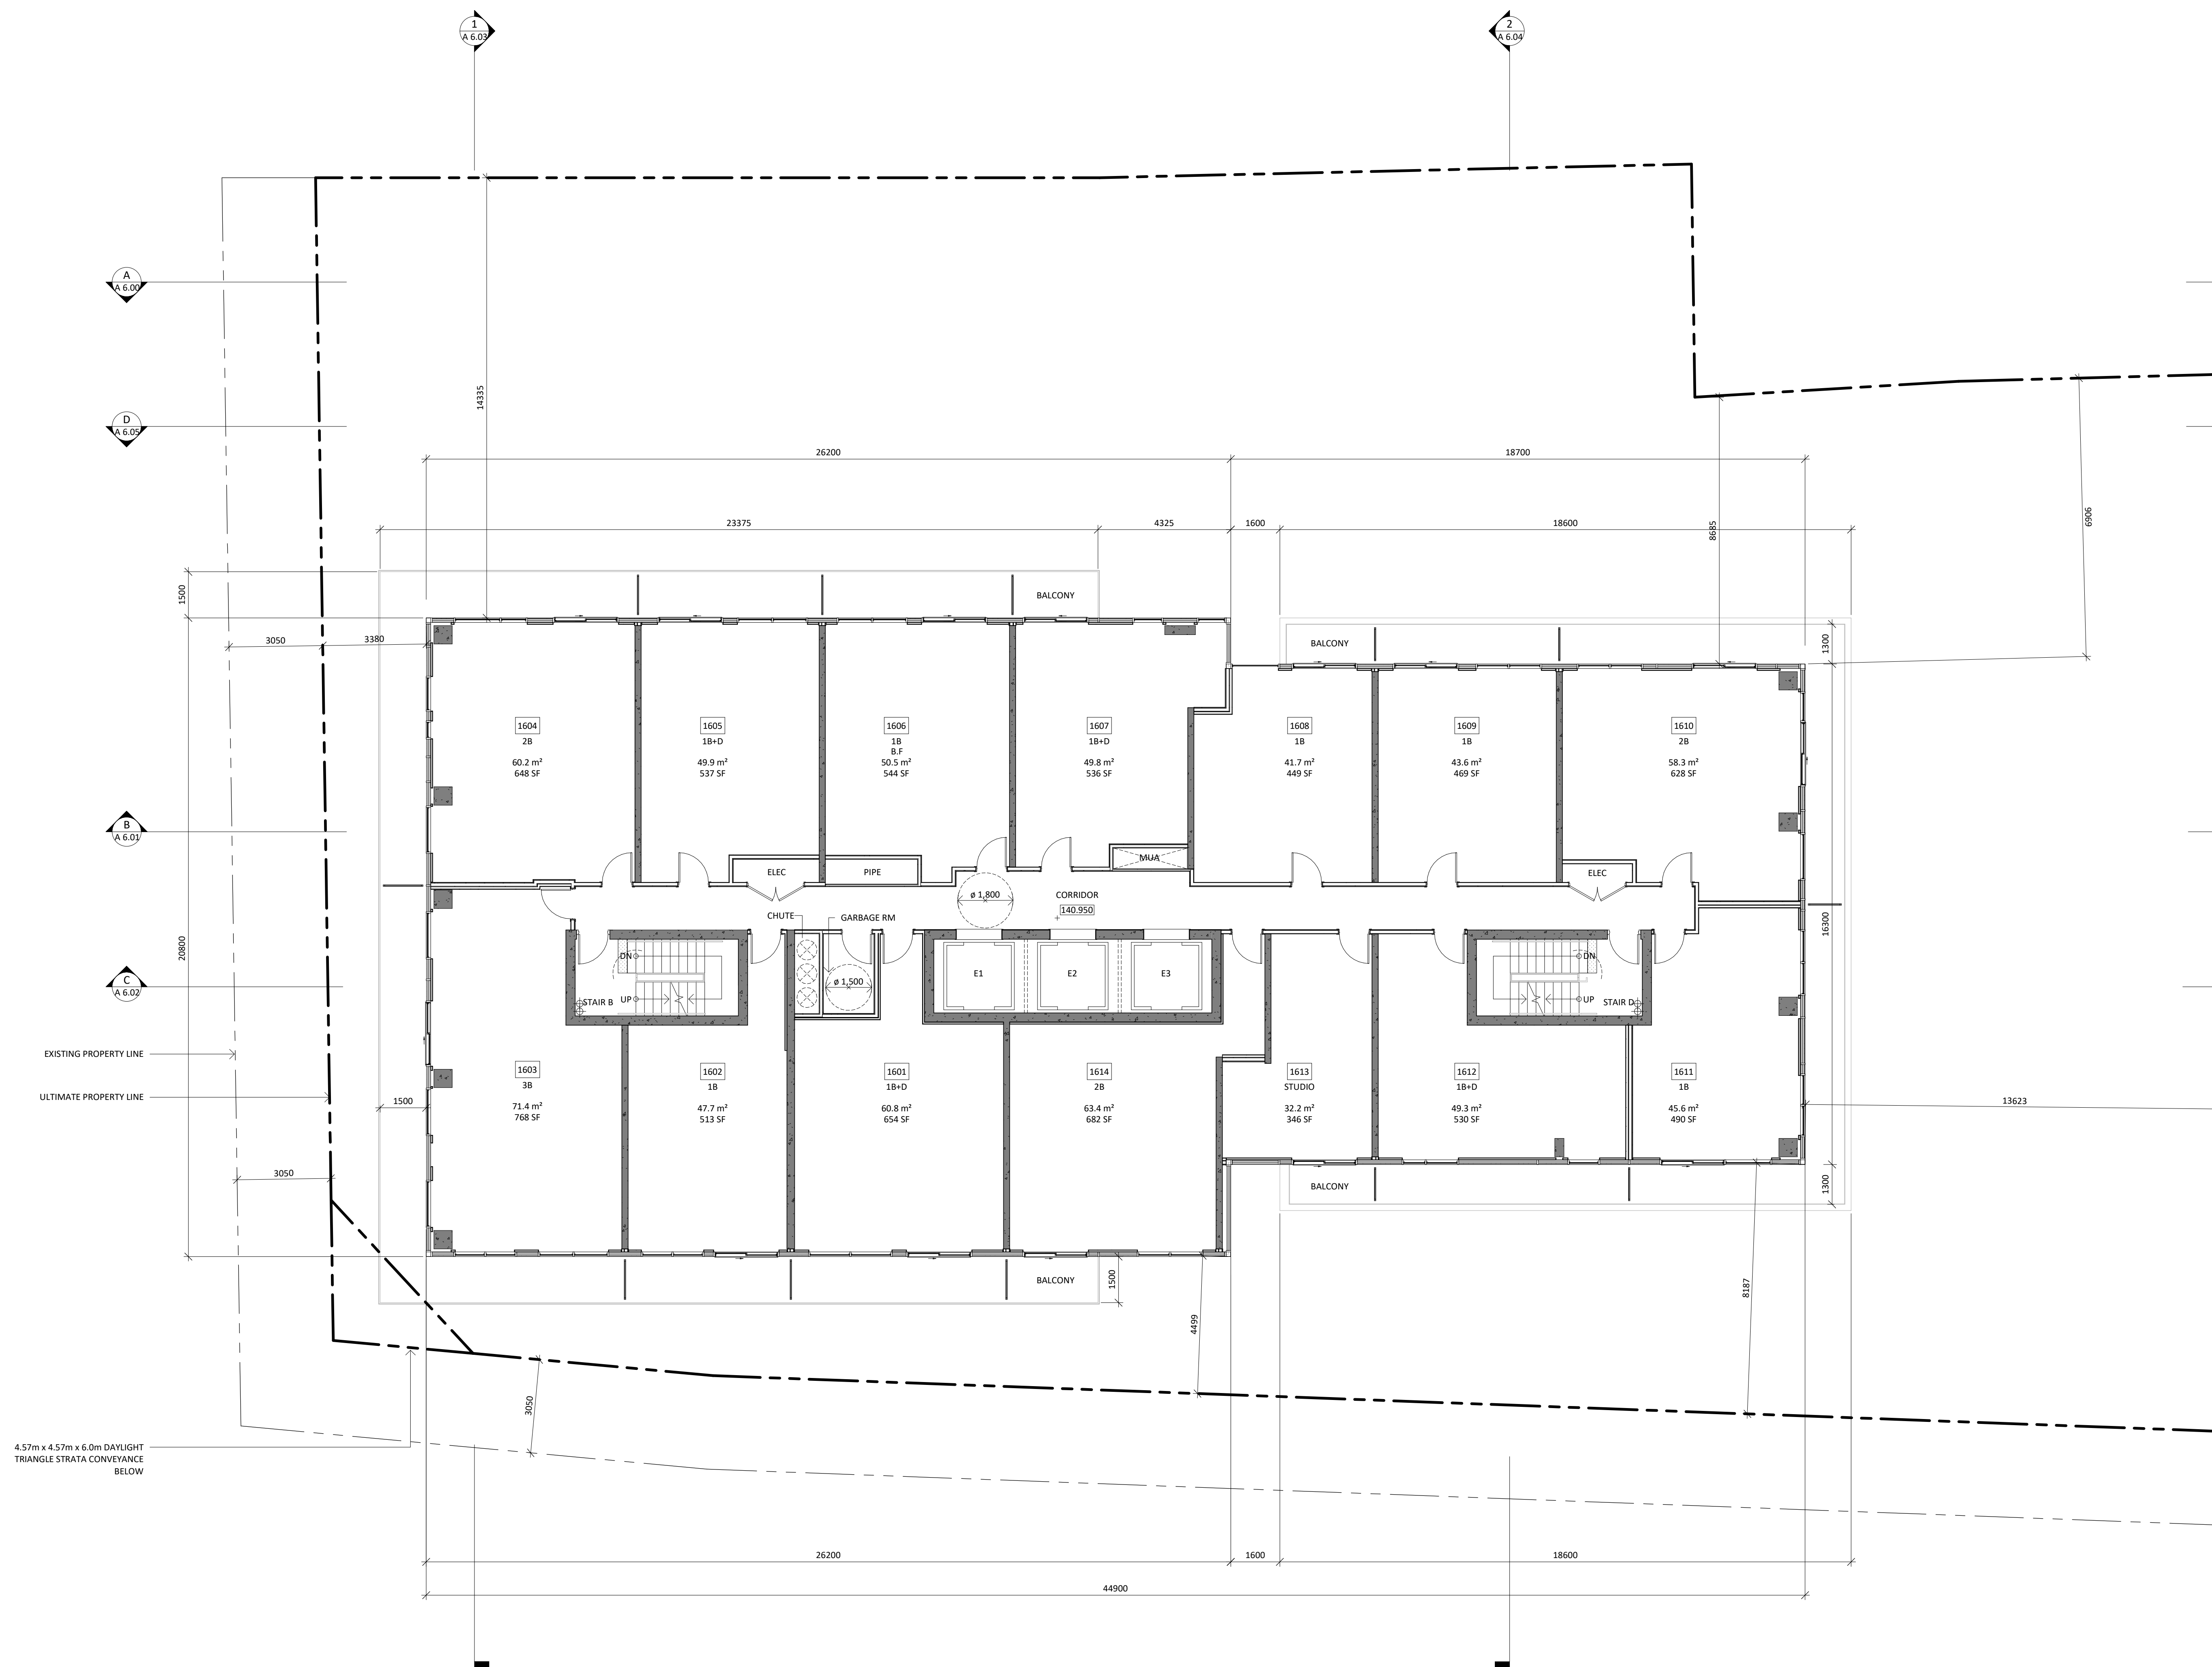 1
A 6.03
2
A 6.04
A
A 6.00
D
A 6.05
B
A 6.01
C
A 6.02
14335
26200
18700
23375
4325
1600
18600
8685
6906
1500
BALCONY
3050
3380
BALCONY
1300
1604
2B
60.2 m²
648 SF
1605
1B+D
49.9 m²
537 SF
1606
1B
B.F
50.5 m²
544 SF
1607
1B+D
49.8 m²
536 SF
1608
1B
41.7 m²
449 SF
1609
1B
43.6 m²
469 SF
1610
2B
58.3 m²
628 SF
ELEC
PIPE
MUA
ELEC
ø 1,800
CORRIDOR
140.950
CHUTE
GARBAGE RM
20800
16300
DN
UP
STAIR B
ø 1,500
E1
E2
E3
DN
UP
STAIR D
EXISTING PROPERTY LINE
ULTIMATE PROPERTY LINE
1500
1603
3B
71.4 m²
768 SF
1602
1B
47.7 m²
513 SF
1601
1B+D
60.8 m²
654 SF
1614
2B
63.4 m²
682 SF
1613
STUDIO
32.2 m²
346 SF
1612
1B+D
49.3 m²
530 SF
1611
1B
45.6 m²
490 SF
13623
3050
BALCONY
1300
BALCONY
1500
4499
8187
3050
4.57m x 4.57m x 6.0m DAYLIGHT
TRIANGLE STRATA CONVEYANCE
BELOW
26200
1600
18600
44900